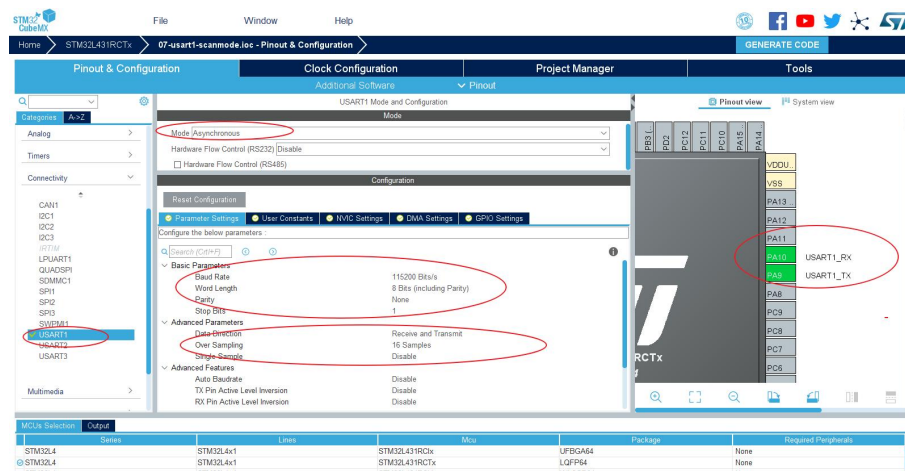 STM32 CubeMX
File Window Help
Home STM32L431RCTx 07-usart1-scanmode.ioc - Pinout & Configuration GENERATE CODE
Pinout & Configuration Clock Configuration Project Manager Tools
Additional Software Pinout
USART1 Mode and Configuration
Mode
Mode Asynchronous
Hardware Flow Control (RS232) Disable
Hardware Flow Control (RS485)
Configuration
Reset Configuration
Parameter Settings User Constants NVIC Settings DMA Settings GPIO Settings
Configure the below parameters :
Search (Crtl+F)
Basic Parameters
Baud Rate 115200 Bits/s
Word Length 8 Bits (including Parity)
Parity None
Stop Bits 1
Advanced Parameters
Data Direction Receive and Transmit
Over Sampling 16 Samples
Single Sample Disable
Advanced Features
Auto Baudrate Disable
TX Pin Active Level Inversion Disable
RX Pin Active Level Inversion Disable
Categories A->Z
Analog
Timers
Connectivity
CAN1
I2C1
I2C2
I2C3
IRTIM
LPUART1
QUADSPI
SDMMC1
SPI1
SPI2
SPI3
SWPMI1
USART1
USART2
USART3
Multimedia
Pinout view System view
PB3 (..
PD2
PC12
PC11
PC10
PA15 ..
PA14 ..
VDDU..
VSS
PA13 ..
PA12
PA11
PA10 USART1_RX
PA9 USART1_TX
PA8
PC9
PC8
PC7
PC6
RCTx
MCUs Selection Output
Series Lines Mcu Package Required Peripherals
STM32L4 STM32L4x1 STM32L431RCIx UFBGA64 None
STM32L4 STM32L4x1 STM32L431RCTx LQFP64 None